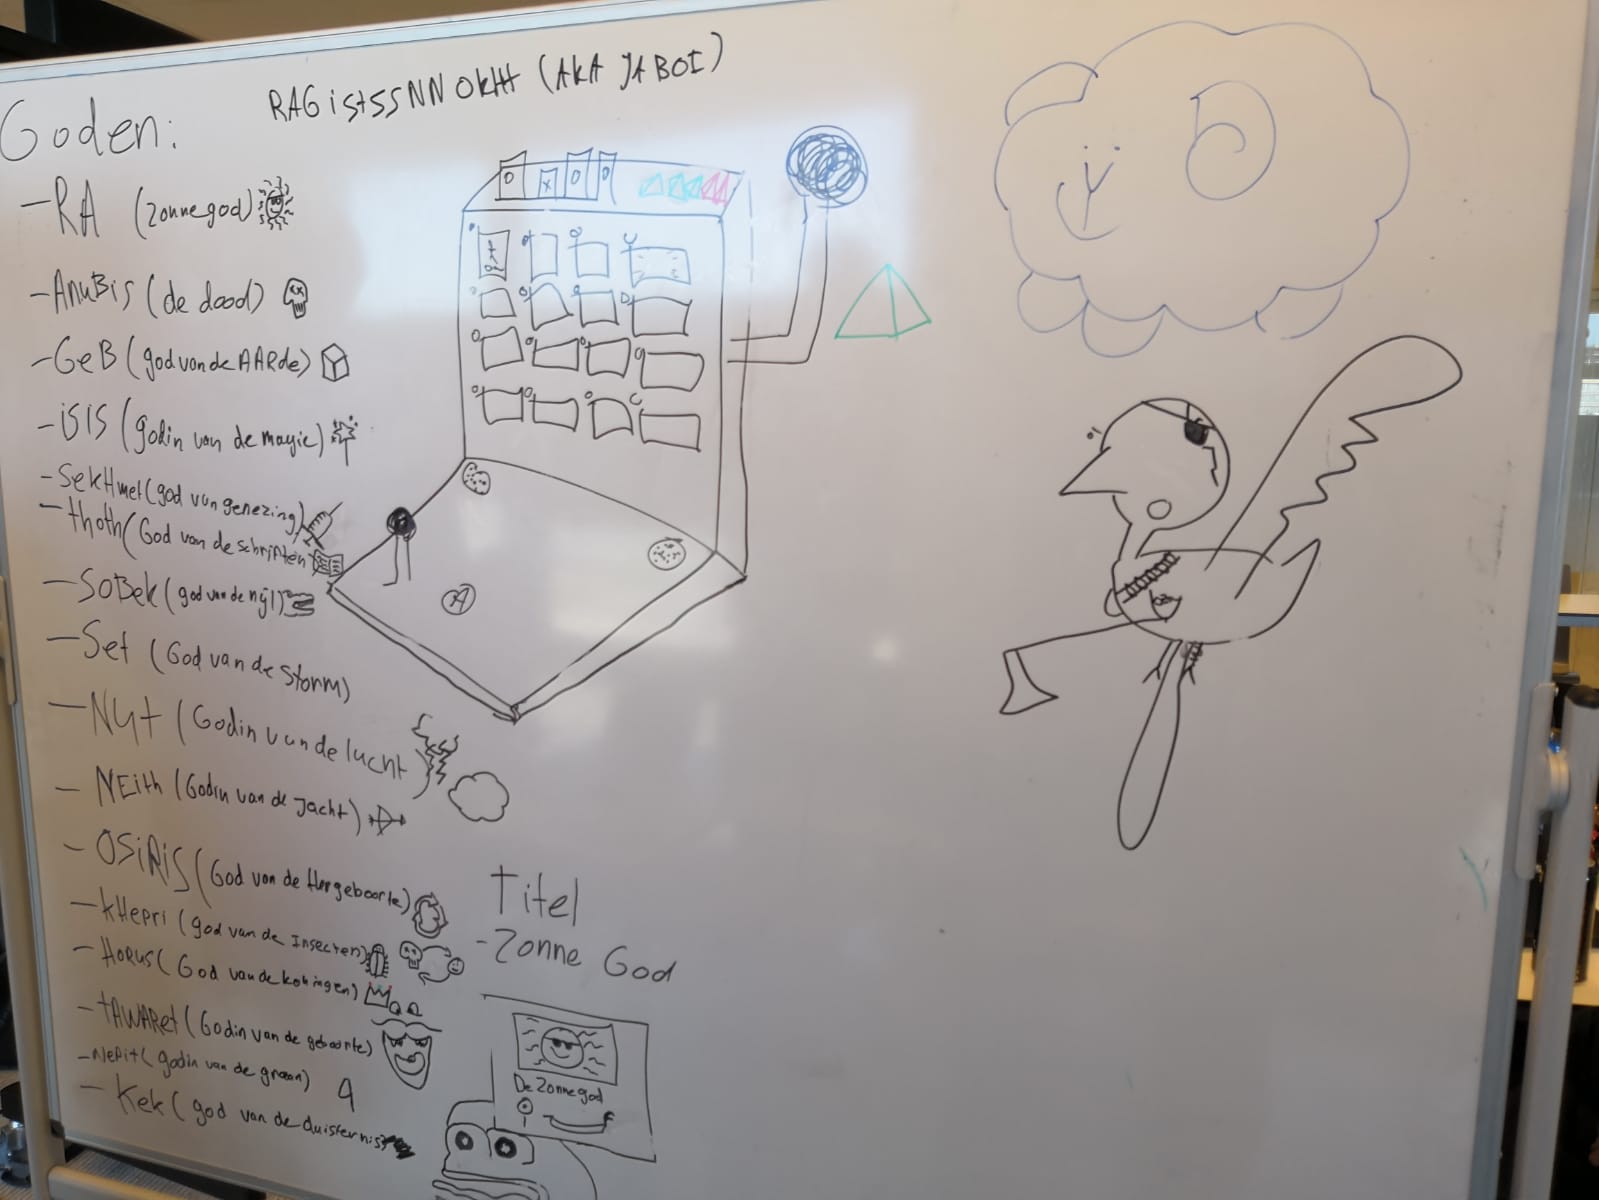 RAGistSSNNOKHt (AKA JA BOI)
Goden:
- RA (zonnegod)
- AnuBis (de dood)
- GeB (god van de AARde)
- iSIS (godin van de magie)
- SekHmet (god van genezing)
- thoth (God van de schriften
- SOBek (god van de nijl)
- Set (God van de storm)
- Nut (Godin van de lucht
- NEith (Godin van de Jacht)
- OSiRiS (God van de Hergeboorte)
- kHepri (god van de Insecten)
- HoRus (God van de koningen)
- tAWARet (Godin van de geboorte)
- Nepit (godin van de graan)
- Kek (god van de duisternis)
Titel
- Zonne God
De Zonnegod